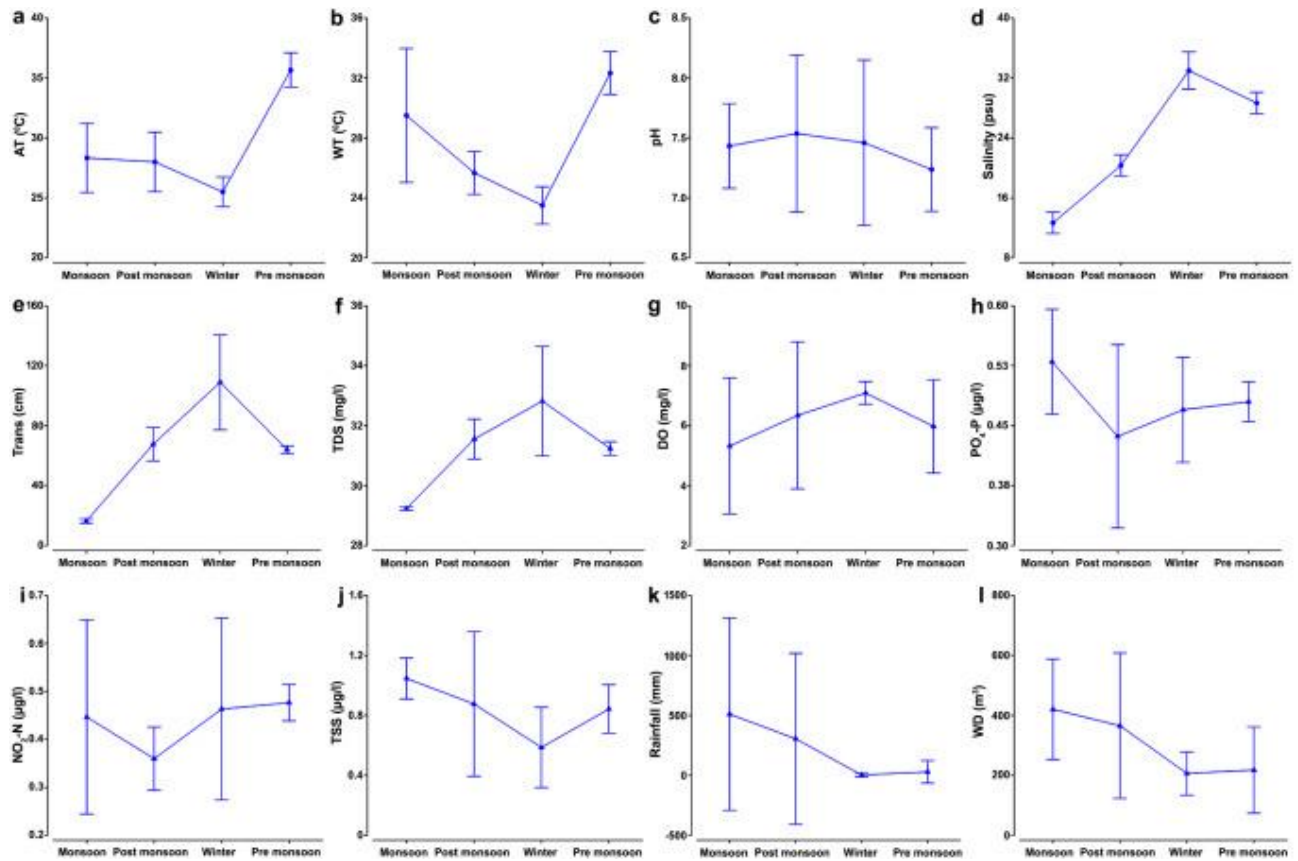 a
40
35
30
25
20
AT (°C)
Monsoon Post monsoon Winter Pre monsoon
b
36
32
28
24
20
WT (°C)
Monsoon Post monsoon Winter Pre monsoon
c
8.5
8.0
7.5
7.0
6.5
pH
Monsoon Post monsoon Winter Pre monsoon
d
40
32
24
16
8
Salinity (psu)
Monsoon Post monsoon Winter Pre monsoon
e
160
120
80
40
0
Trans (cm)
Monsoon Post monsoon Winter Pre monsoon
f
36
34
32
30
28
TDS (mg/l)
Monsoon Post monsoon Winter Pre monsoon
g
10
8
6
4
2
DO (mg/l)
Monsoon Post monsoon Winter Pre monsoon
h
0.60
0.53
0.45
0.38
0.30
PO₄-P (µg/l)
Monsoon Post monsoon Winter Pre monsoon
i
0.7
0.6
0.5
0.4
0.3
0.2
Monsoon Post monsoon Winter Pre monsoon
j
1.6
1.2
0.8
0.4
0
TSS (µg/l)
Monsoon Post monsoon Winter Pre monsoon
k
1500
1000
500
0
-500
Rainfall (mm)
Monsoon Post monsoon Winter Pre monsoon
l
800
600
400
200
0
WD (m³)
Monsoon Post monsoon Winter Pre monsoon